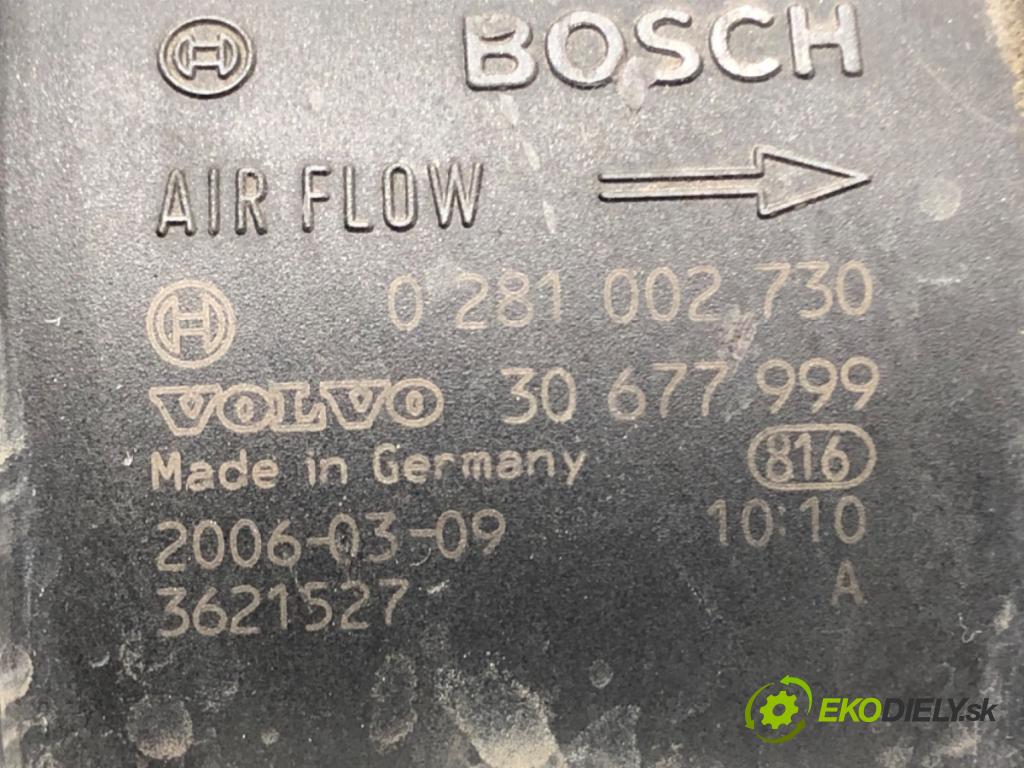 BOSCH
AIR FLOW
0 281 002 730
VOLVO 30 677 999
Made in Germany 816
2006-03-09 10:10
3621527 A
EKODIELY.sk